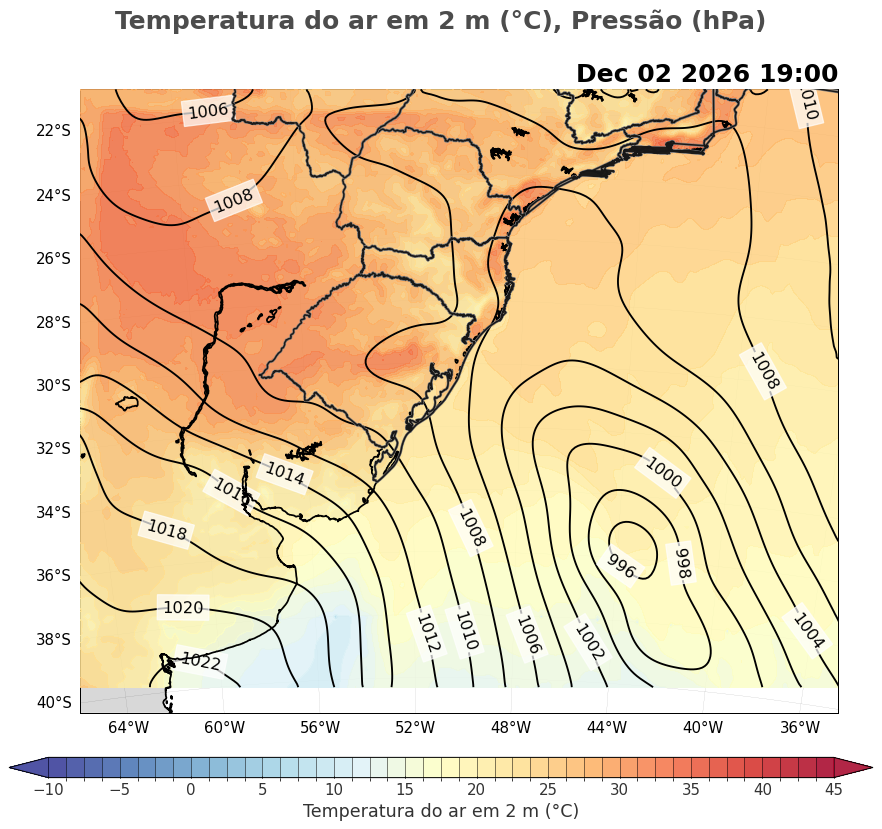 Temperatura do ar em 2 m (°C), Pressão (hPa)
Dec 02 2026 19:00
1006
1010
22°S
24°S
1008
26°S
28°S
1008
30°S
32°S
1014
1000
1018
34°S
1008
36°S
996
998
1020
38°S
1012
1010
1006
1002
1004
1022
40°S
64°W 60°W 56°W 52°W 48°W 44°W 40°W 36°W
−10 −5 0 5 10 15 20 25 30 35 40 45
Temperatura do ar em 2 m (°C)